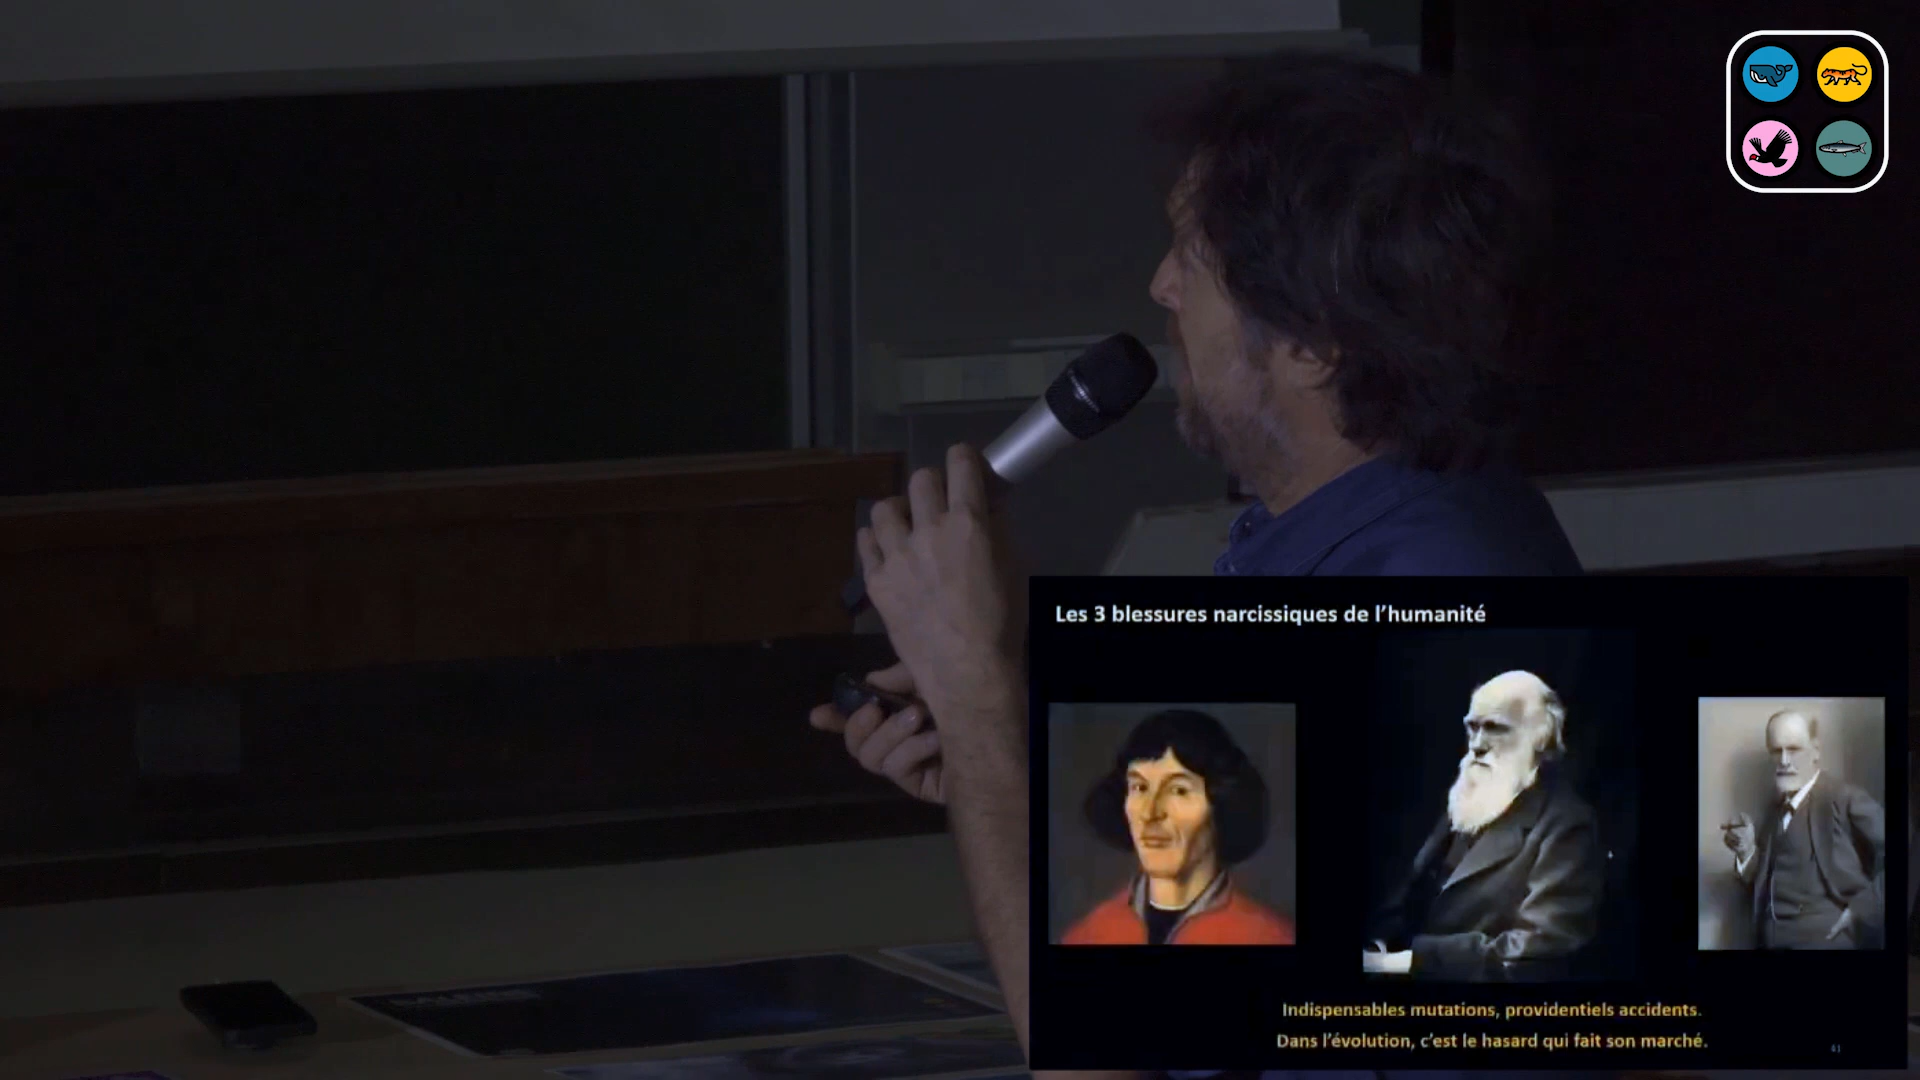 Les 3 blessures narcissiques de l’humanité
Indispensables mutations, providentiels accidents.
Dans l’évolution, c’est le hasard qui fait son marché.